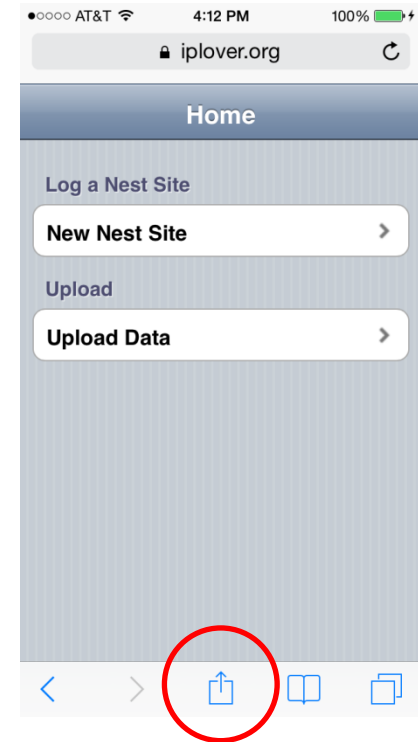 AT&T 4:12 PM 100%
iplover.org
Home
Log a Nest Site
New Nest Site
Upload
Upload Data